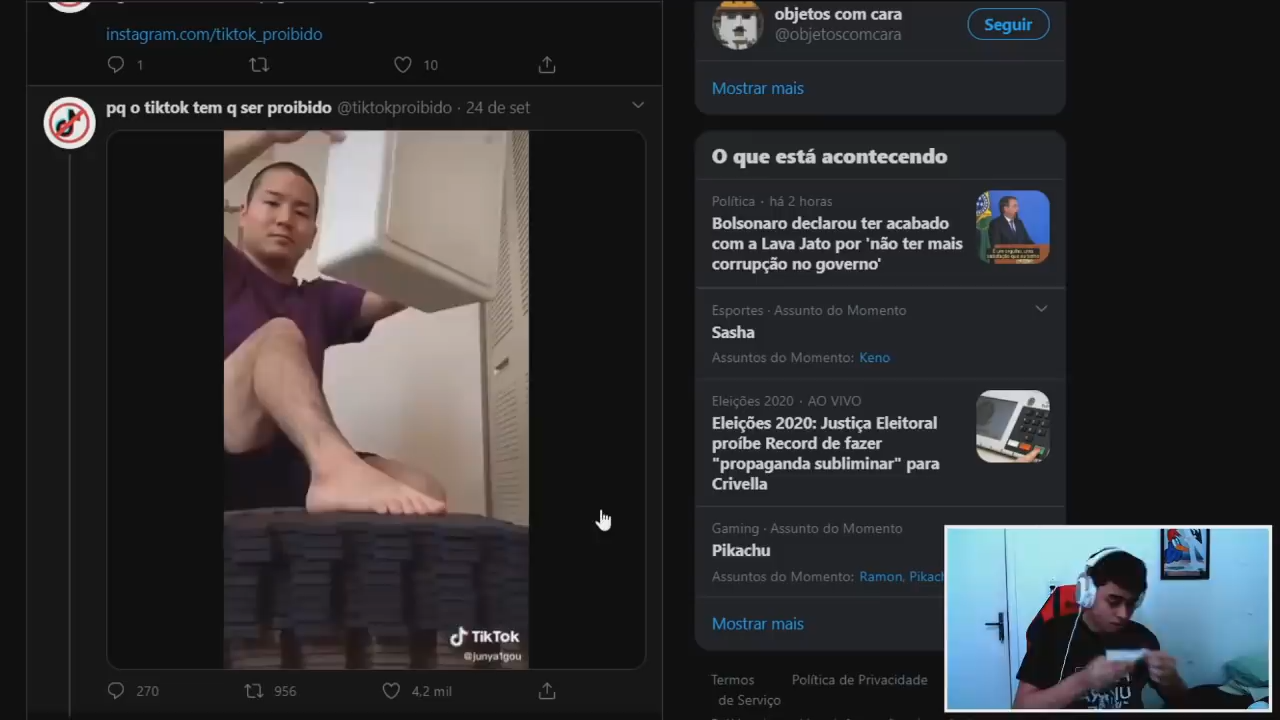 instagram.com/tiktok_proibido
1
10
pq o tiktok tem q ser proibido @tiktokproibido · 24 de set
TikTok
@junya1gou
270
956
4,2 mil
objetos com cara
@objetoscomcara
Seguir
Mostrar mais
O que está acontecendo
Política · há 2 horas
Bolsonaro declarou ter acabado
com a Lava Jato por 'não ter mais
corrupção no governo'
Esportes · Assunto do Momento
Sasha
Assuntos do Momento: Keno
Eleições 2020 · AO VIVO
Eleições 2020: Justiça Eleitoral
proíbe Record de fazer
"propaganda subliminar" para
Crivella
Gaming · Assunto do Momento
Pikachu
Assuntos do Momento: Ramon, Pikach
Mostrar mais
Termos
de Serviço
Política de Privacidade